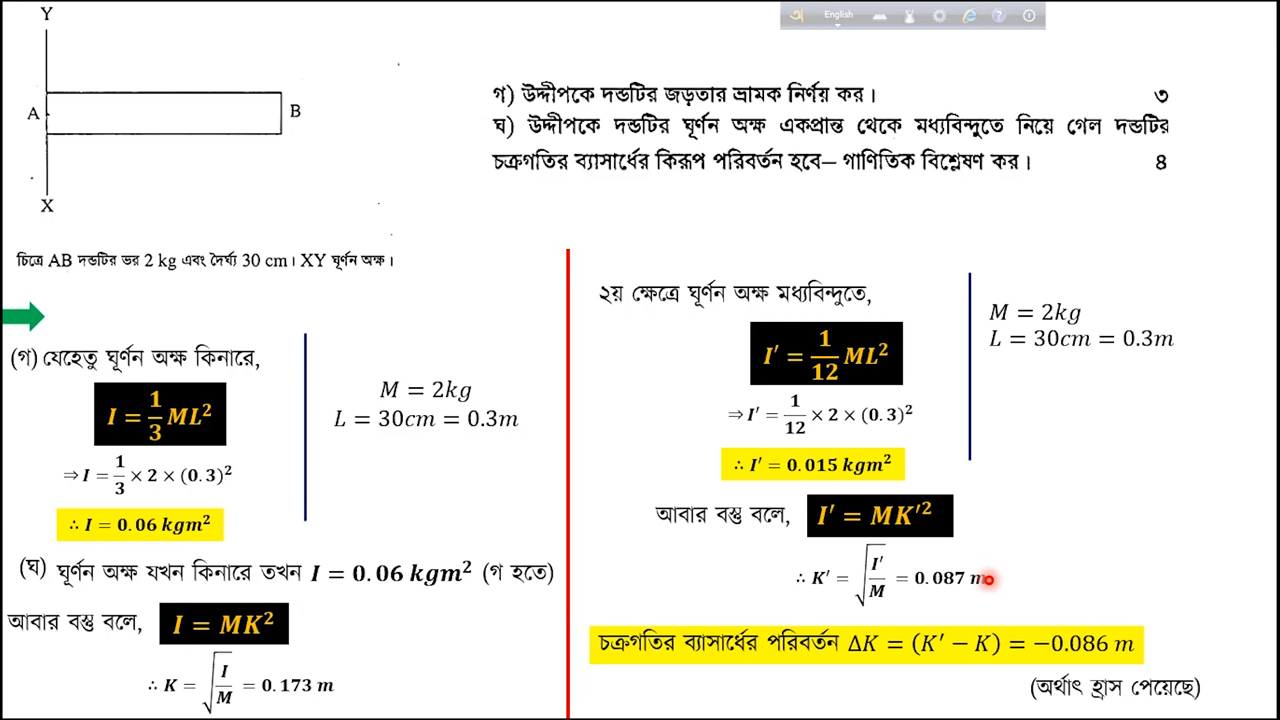 English
Y
A
B
X
গ) উদ্দীপকে দন্ডটির জড়তার ভ্রামক নির্ণয় কর। ৩
ঘ) উদ্দীপকে দন্ডটির ঘূর্ণন অক্ষ একপ্রান্ত থেকে মধ্যবিন্দুতে নিয়ে গেল দন্ডটির
চক্রগতির ব্যাসার্ধের কিরূপ পরিবর্তন হবে– গাণিতিক বিশ্লেষণ কর। ৪
চিত্রে AB দন্ডটির ভর 2 kg এবং দৈর্ঘ্য 30 cm। XY ঘূর্ণন অক্ষ।
(গ) যেহেতু ঘূর্ণন অক্ষ কিনারে,
I = 1/3 ML²
⇒ I = 1/3 × 2 × (0.3)²
∴ I = 0.06 kgm²
M = 2kg
L = 30cm = 0.3m
(ঘ) ঘূর্ণন অক্ষ যখন কিনারে তখন I = 0.06 kgm² (গ হতে)
আবার বস্তু বলে, I = MK²
∴ K = √(I/M) = 0.173 m
২য় ক্ষেত্রে ঘূর্ণন অক্ষ মধ্যবিন্দুতে,
I′ = 1/12 ML²
⇒ I′ = 1/12 × 2 × (0.3)²
∴ I′ = 0.015 kgm²
M = 2kg
L = 30cm = 0.3m
আবার বস্তু বলে, I′ = MK′²
∴ K′ = √(I′/M) = 0.087 m
চক্রগতির ব্যাসার্ধের পরিবর্তন ΔK = (K′ − K) = −0.086 m
(অর্থাৎ হ্রাস পেয়েছে)